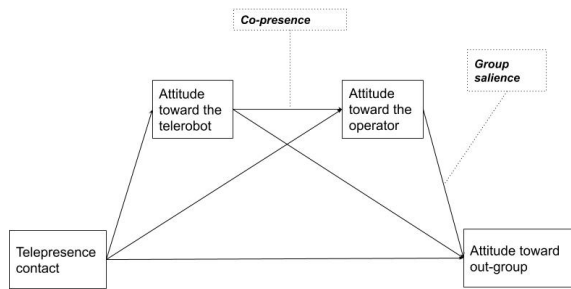 Co-presence
Group
salience
Attitude
toward the
telerobot
Attitude
toward the
operator
Telepresence
contact
Attitude toward
out-group